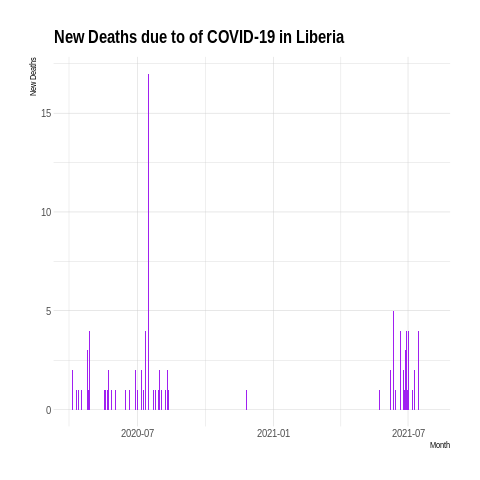 New Deaths due to of COVID-19 in Liberia
New Deaths
15
10
5
0
2020-07
2021-01
2021-07
Month